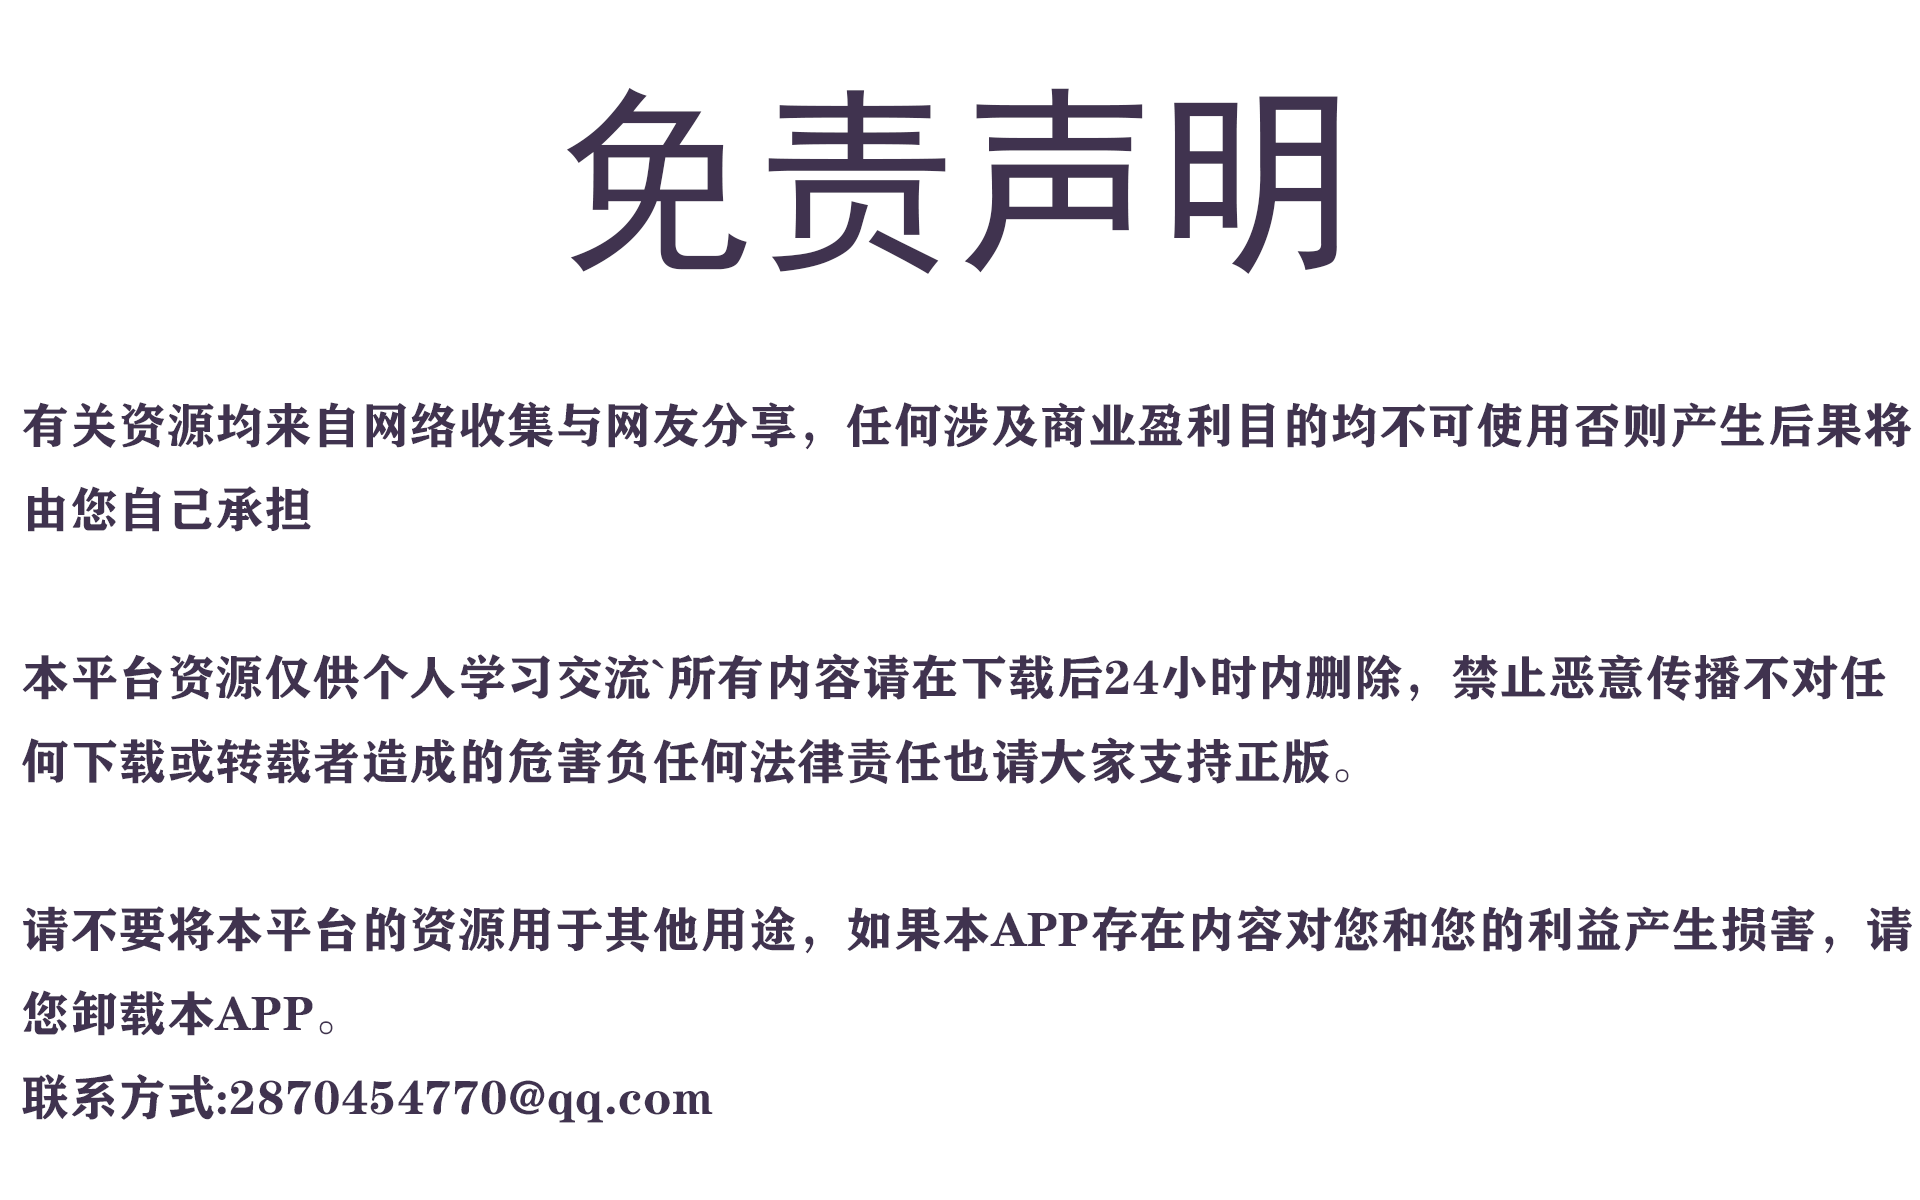 免责声明
有关资源均来自网络收集与网友分享，任何涉及商业盈利目的均不可使用否则产生后果将
由您自己承担
本平台资源仅供个人学习交流`所有内容请在下载后24小时内删除，禁止恶意传播不对任
何下载或转载者造成的危害负任何法律责任也请大家支持正版。
请不要将本平台的资源用于其他用途，如果本APP存在内容对您和您的利益产生损害，请
您卸载本APP。
联系方式:2870454770@qq.com